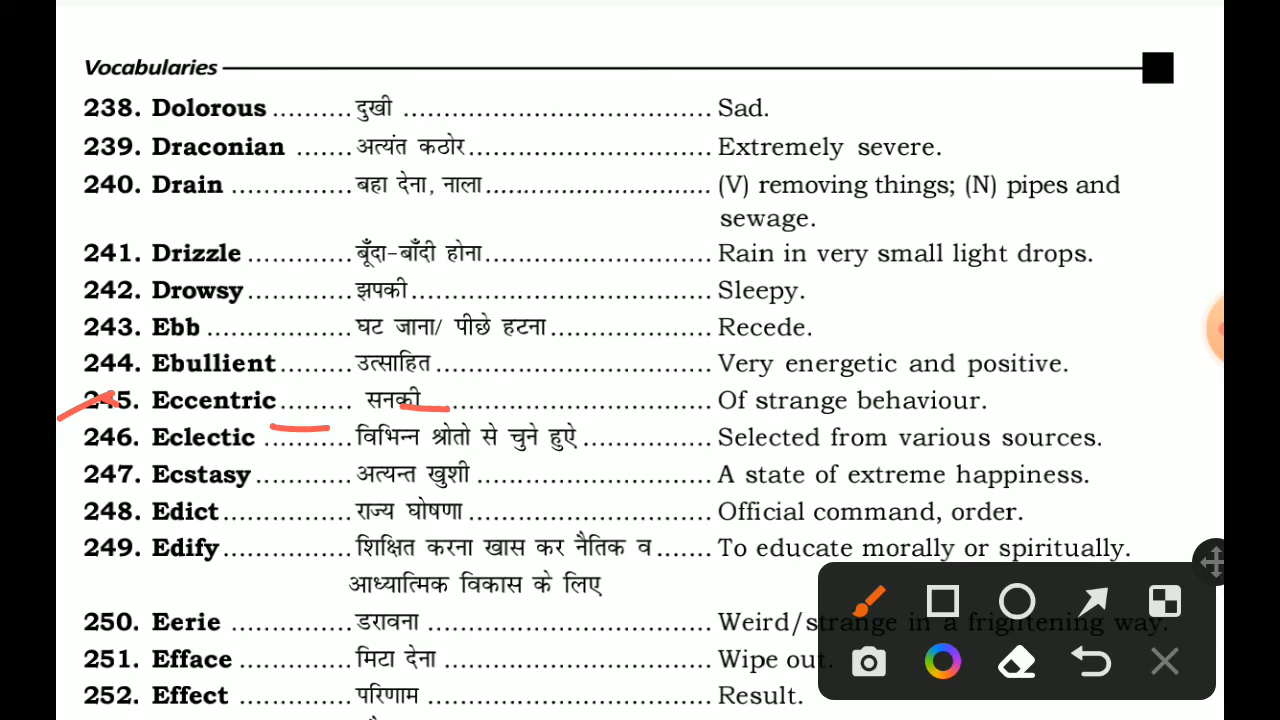 Vocabularies
238. Dolorous .......... दुखी ...................................... Sad.
239. Draconian ....... अत्यंत कठोर.............................. Extremely severe.
240. Drain ............... बहा देना, नाला............................ (V) removing things; (N) pipes and
sewage.
241. Drizzle ............. बूँदा-बाँदी होना............................ Rain in very small light drops.
242. Drowsy............. झपकी..................................... Sleepy.
243. Ebb .................. घट जाना/ पीछे हटना.................... Recede.
244. Ebullient ......... उत्साहित.................................. Very energetic and positive.
245. Eccentric ......... सनकी ................................ Of strange behaviour.
246. Eclectic ........... विभिन्न श्रोतो से चुने हुऐ ................ Selected from various sources.
247. Ecstasy ............ अत्यन्त खुशी ............................. A state of extreme happiness.
248. Edict ................ राज्य घोषणा .............................. Official command, order.
249. Edify ................ शिक्षित करना खास कर नैतिक व ....... To educate morally or spiritually.
आध्यात्मिक विकास के लिए
250. Eerie ............... डरावना ................................... Weird/strange in a frightening way.
251. Efface .............. मिटा देना ................................. Wipe out.
252. Effect ............... परिणाम ................................... Result.